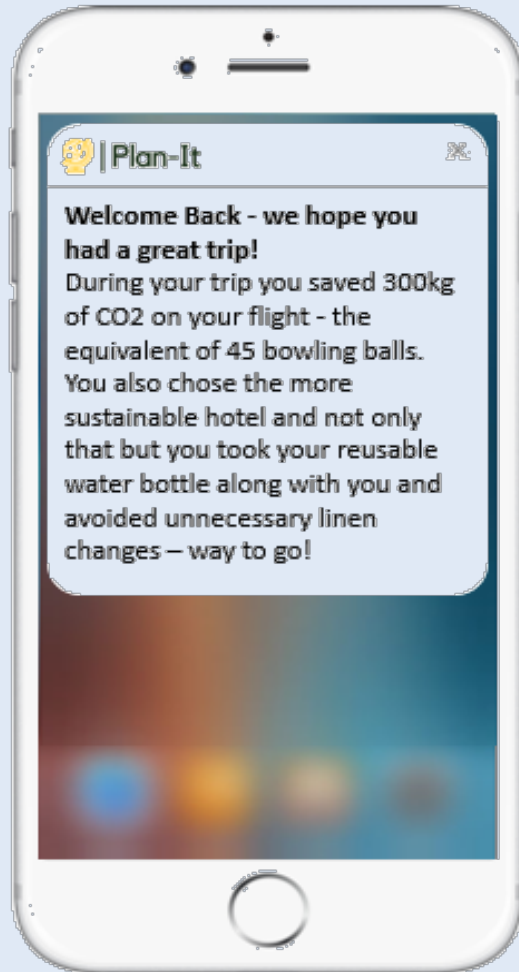 | Plan-It
Welcome Back - we hope you
had a great trip!
During your trip you saved 300kg
of CO2 on your flight - the
equivalent of 45 bowling balls.
You also chose the more
sustainable hotel and not only
that but you took your reusable
water bottle along with you and
avoided unnecessary linen
changes – way to go!